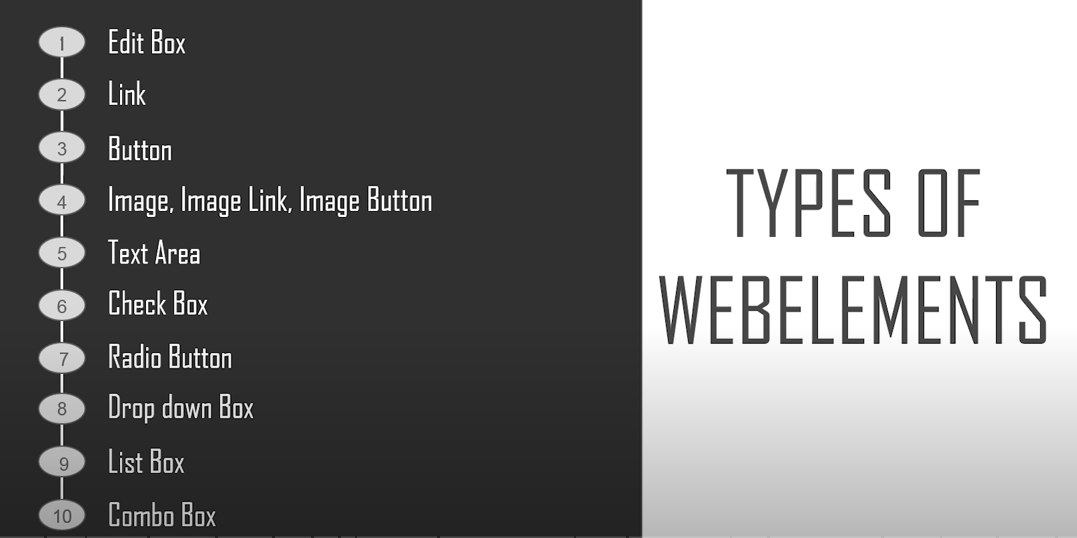 1 Edit Box
2 Link
3 Button
4 Image, Image Link, Image Button
5 Text Area
6 Check Box
7 Radio Button
8 Drop down Box
9 List Box
10 Combo Box
TYPES OF
WEBELEMENTS